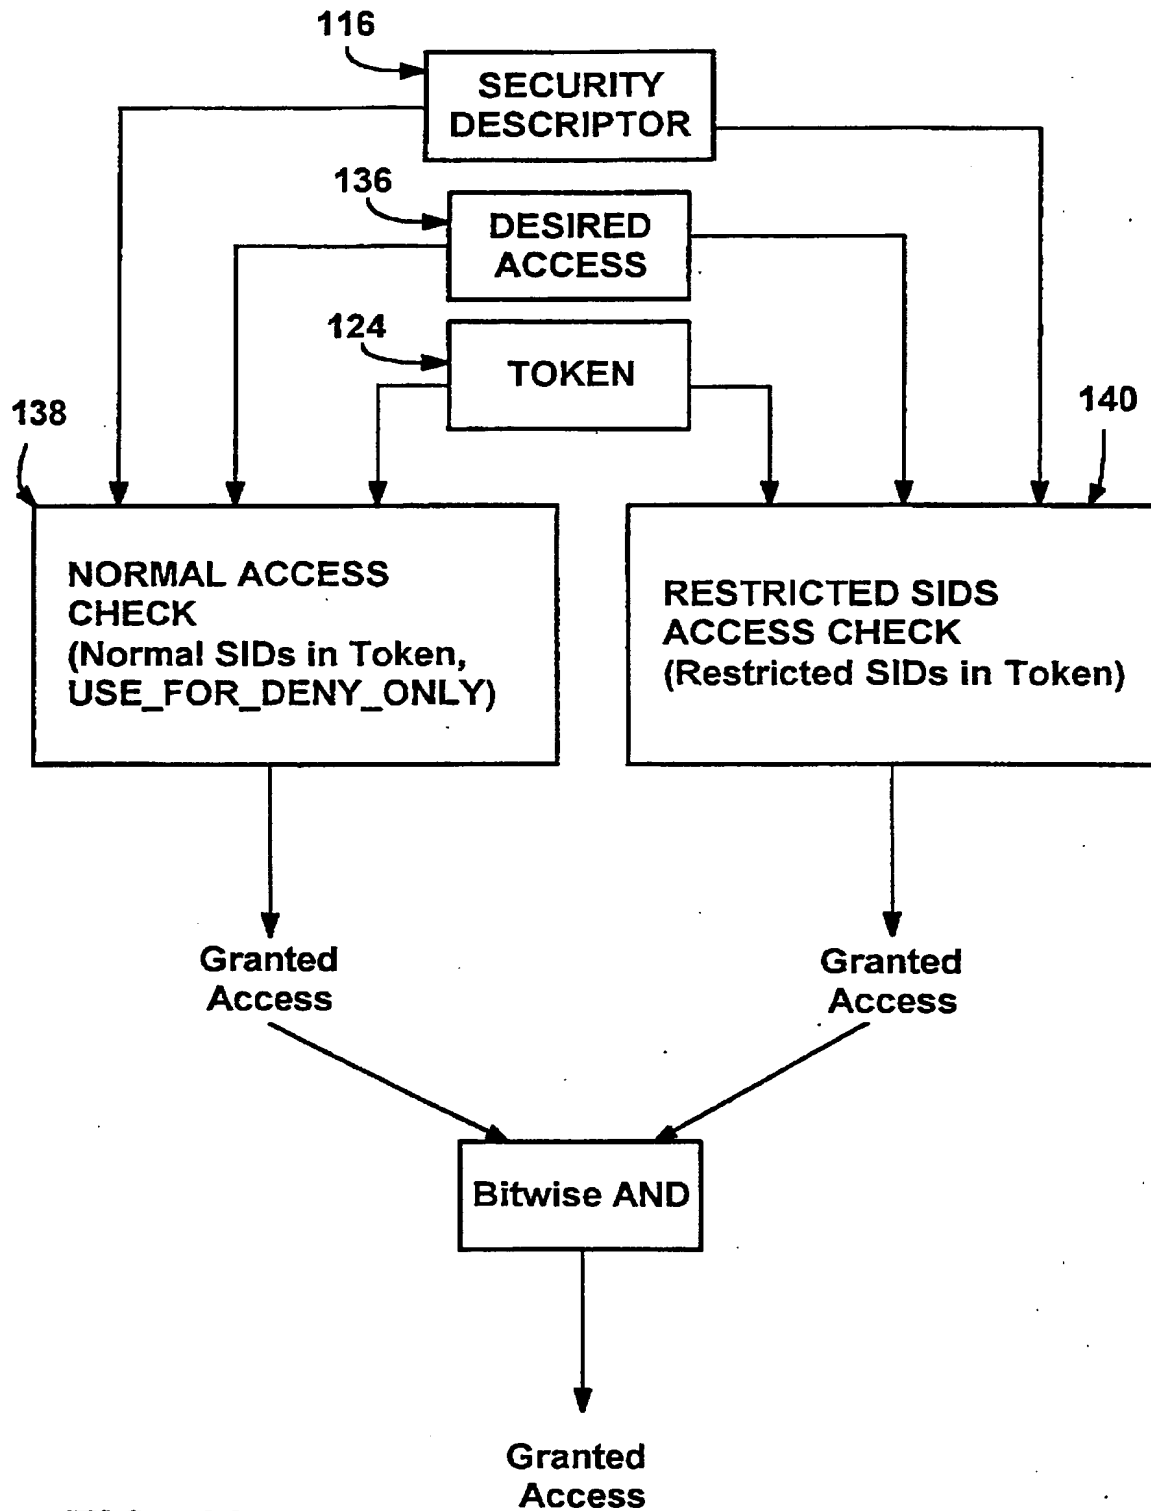 116
SECURITY
DESCRIPTOR
136
DESIRED
ACCESS
124
TOKEN
138
140
NORMAL ACCESS
CHECK
(Normal SIDs in Token,
USE_FOR_DENY_ONLY)
RESTRICTED SIDS
ACCESS CHECK
(Restricted SIDs in Token)
Granted
Access
Granted
Access
Bitwise AND
Granted
Access